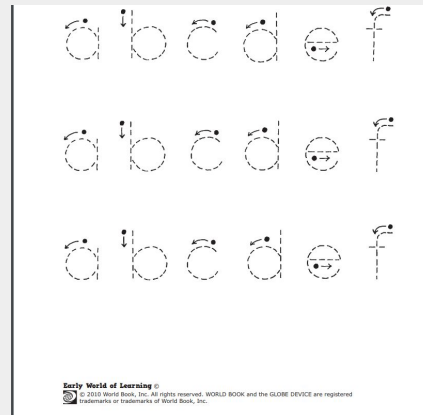 a b c d e f
a b c d e f
a b c d e f
Early World of Learning ©
© 2010 World Book, Inc. All rights reserved. WORLD BOOK and the GLOBE DEVICE are registered
trademarks or trademarks of World Book, Inc.